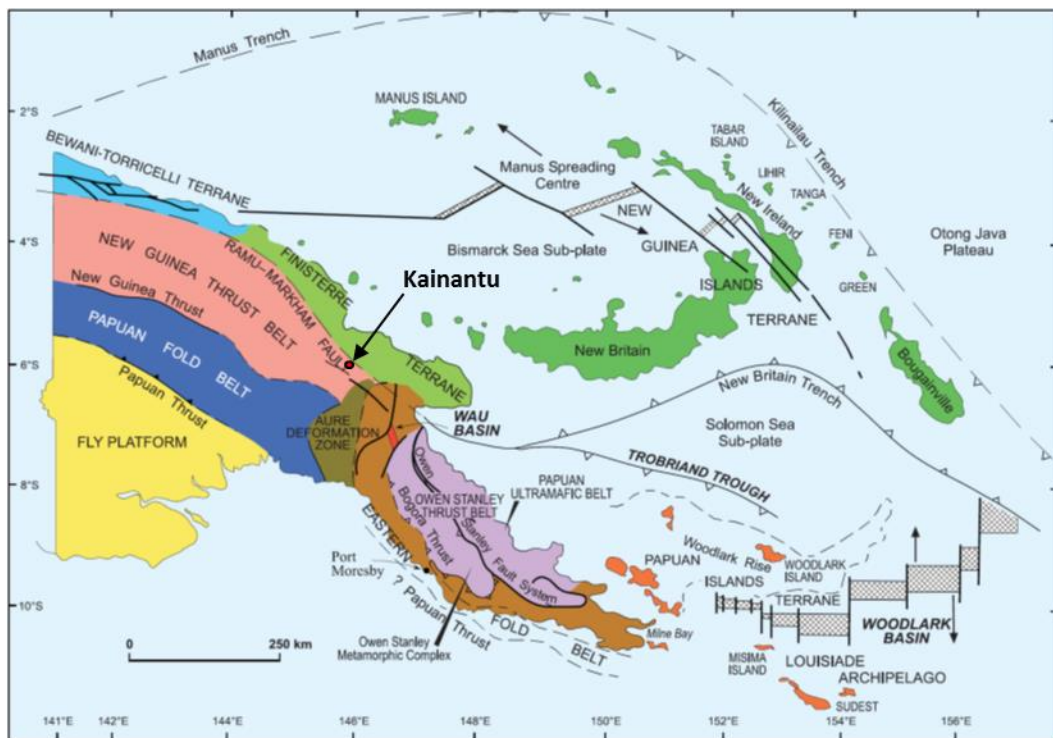 Manus Trench
2°S
MANUS ISLAND
Kilinailau Trench
TABAR
ISLAND
BEWANI-TORRICELLI TERRANE
Manus Spreading
Centre
LIHIR
TANGA
New Ireland
NEW
GUINEA
ISLANDS
TERRANE
4°S
Bismarck Sea Sub-plate
FENI
Otong Java
Plateau
GREEN
NEW GUINEA THRUST BELT
RAMU-MARKHAM FAULT
FINISTERRE
TERRANE
Kainantu
New Guinea Thrust
PAPUAN FOLD BELT
New Britain
Bougainville
6°S
Papuan Thrust
New Britain Trench
FLY PLATFORM
AURE
DEFORMATION
ZONE
WAU
BASIN
Solomon Sea
Sub-plate
TROBRIAND TROUGH
8°S
PAPUAN
ULTRAMAFIC BELT
OWEN STANLEY
THRUST BELT
Owen Stanley Fault System
Bogora Thrust
EASTERN
FOLD
BELT
Port
Moresby
? Papuan Thrust
Woodlark Rise
WOODLARK
ISLAND
PAPUAN
ISLANDS
TERRANE
10°S
WOODLARK
BASIN
Milne Bay
0
250 km
Owen Stanley
Metamorphic Complex
MISIMA
ISLAND
LOUISIADE
ARCHIPELAGO
SUDEST
141°E
142°E
144°E
146°E
148°E
150°E
152°E
154°E
156°E